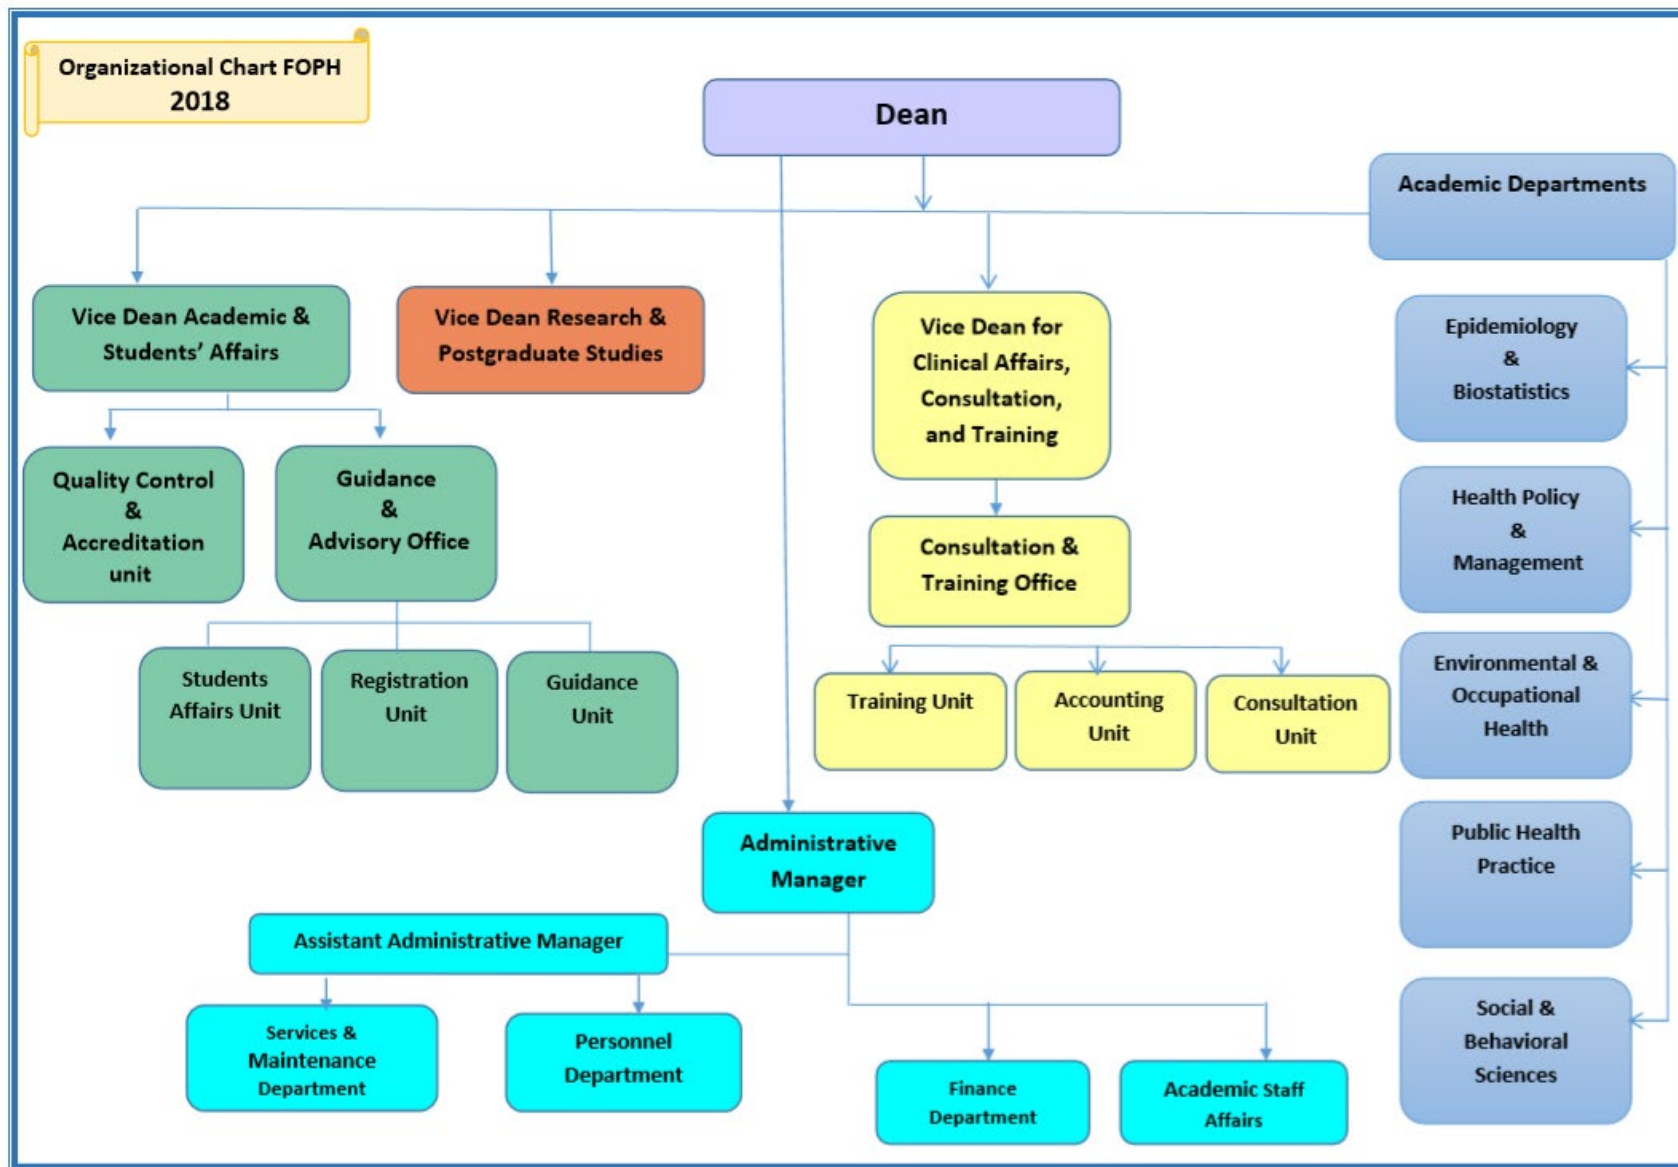 Organizational Chart FOPH
2018
Dean
Academic Departments
Vice Dean Academic &
Students’ Affairs
Vice Dean Research &
Postgraduate Studies
Vice Dean for
Clinical Affairs,
Consultation,
and Training
Epidemiology
&
Biostatistics
Quality Control
&
Accreditation
unit
Guidance
&
Advisory Office
Consultation &
Training Office
Health Policy
&
Management
Students
Affairs Unit
Registration
Unit
Guidance
Unit
Training Unit
Accounting
Unit
Consultation
Unit
Environmental &
Occupational
Health
Administrative
Manager
Public Health
Practice
Assistant Administrative Manager
Services &
Maintenance
Department
Personnel
Department
Finance
Department
Academic Staff
Affairs
Social &
Behavioral
Sciences